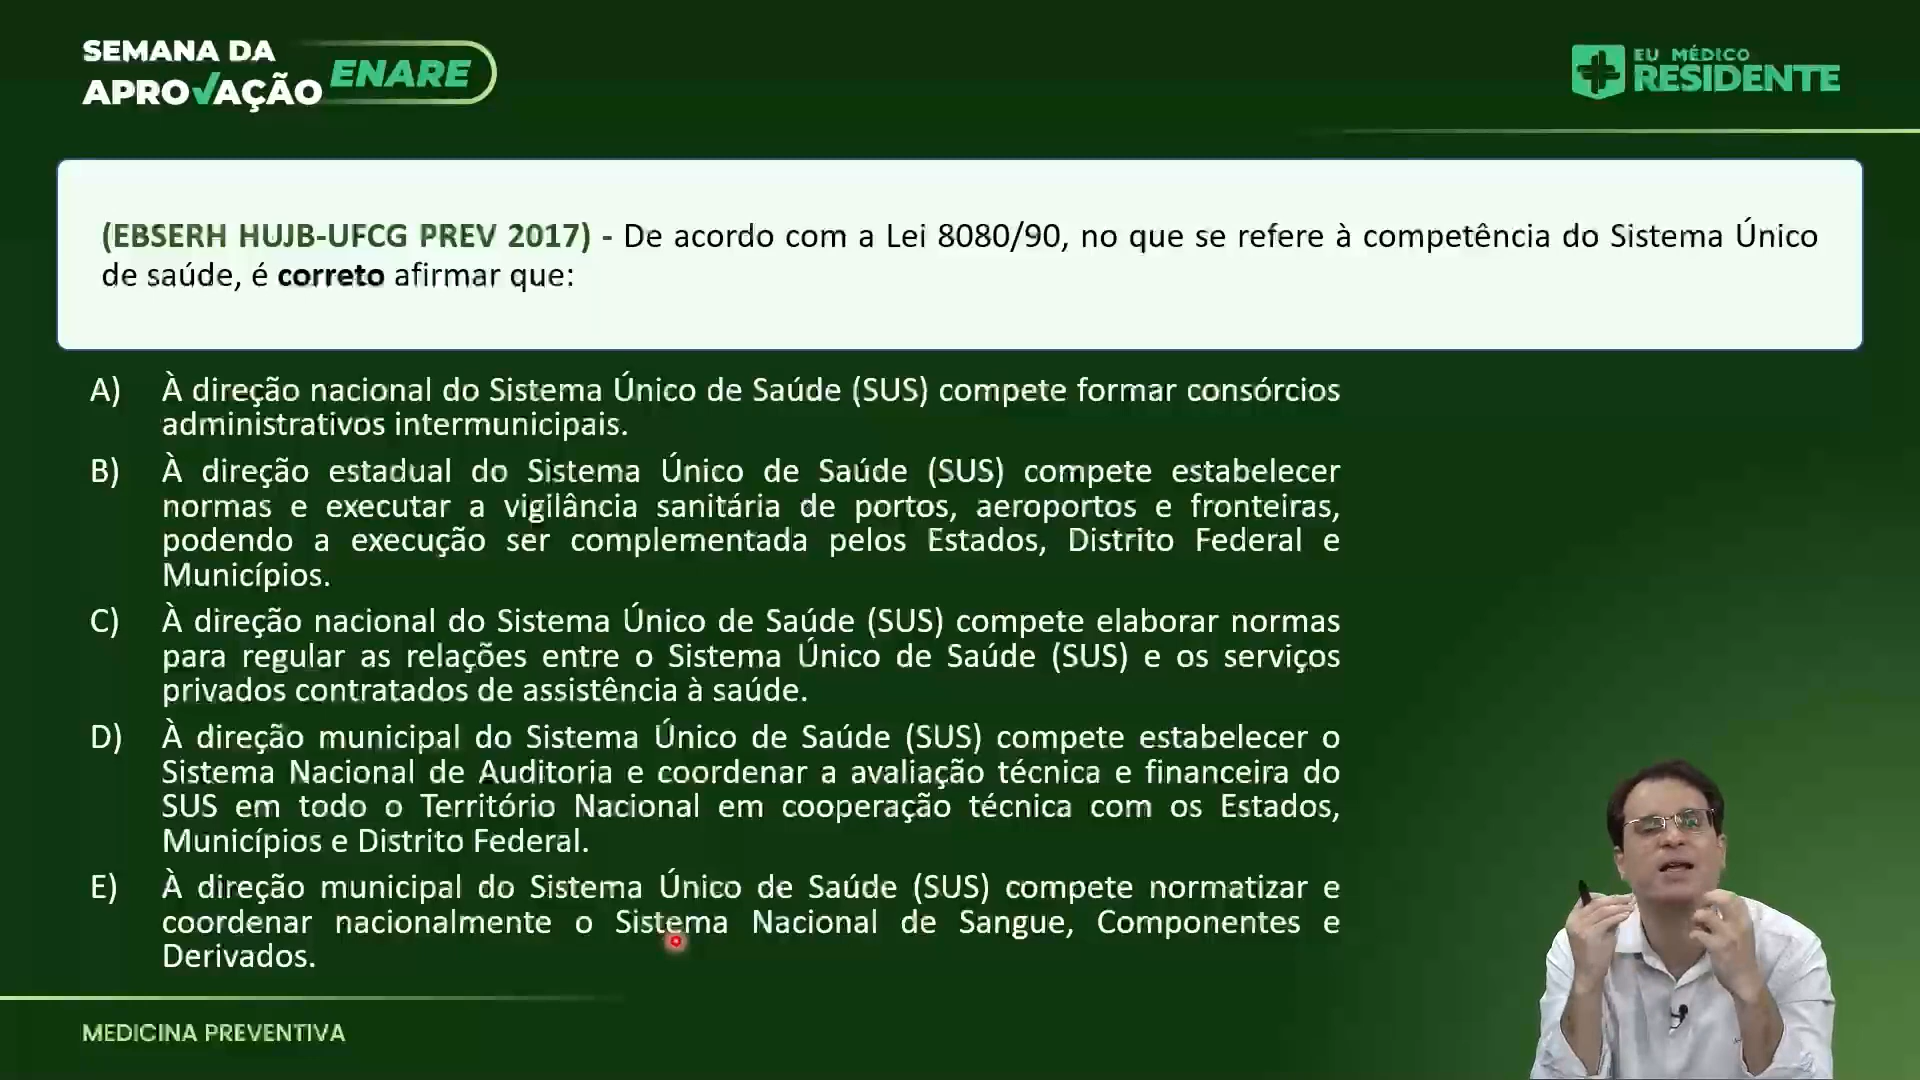 SEMANA DA
APROVAÇÃO ENARE
EU MÉDICO
RESIDENTE
(EBSERH HUJB-UFCG PREV 2017) - De acordo com a Lei 8080/90, no que se refere à competência do Sistema Único
de saúde, é correto afirmar que:
A) À direção nacional do Sistema Único de Saúde (SUS) compete formar consórcios
administrativos intermunicipais.
B) À direção estadual do Sistema Único de Saúde (SUS) compete estabelecer
normas e executar a vigilância sanitária de portos, aeroportos e fronteiras,
podendo a execução ser complementada pelos Estados, Distrito Federal e
Municípios.
C) À direção nacional do Sistema Único de Saúde (SUS) compete elaborar normas
para regular as relações entre o Sistema Único de Saúde (SUS) e os serviços
privados contratados de assistência à saúde.
D) À direção municipal do Sistema Único de Saúde (SUS) compete estabelecer o
Sistema Nacional de Auditoria e coordenar a avaliação técnica e financeira do
SUS em todo o Território Nacional em cooperação técnica com os Estados,
Municípios e Distrito Federal.
E) À direção municipal do Sistema Único de Saúde (SUS) compete normatizar e
coordenar nacionalmente o Sistema Nacional de Sangue, Componentes e
Derivados.
MEDICINA PREVENTIVA